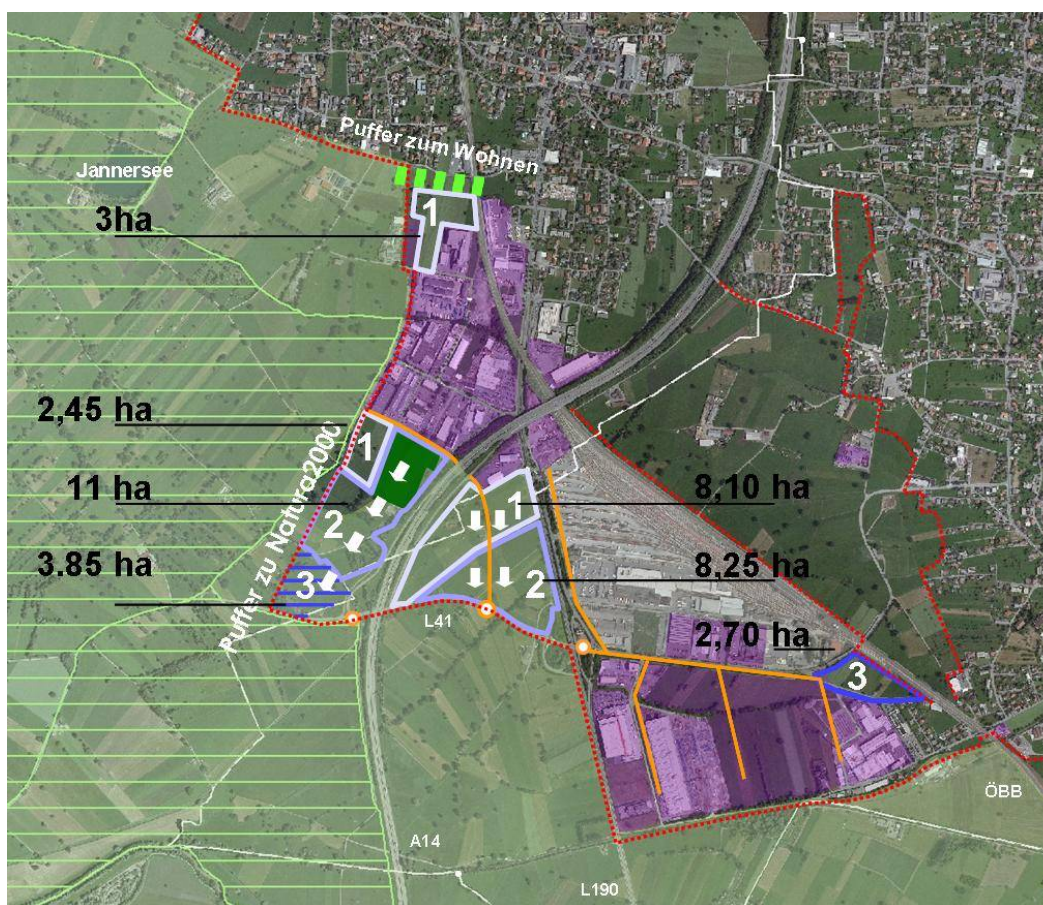 Puffer zum Wohnen
Jannersee
1
3ha
2,45 ha
1
Puffer zu Natura2000
11 ha
2
1
8,10 ha
3.85 ha
3
2
8,25 ha
L41
2,70 ha
3
ÖBB
A14
L190